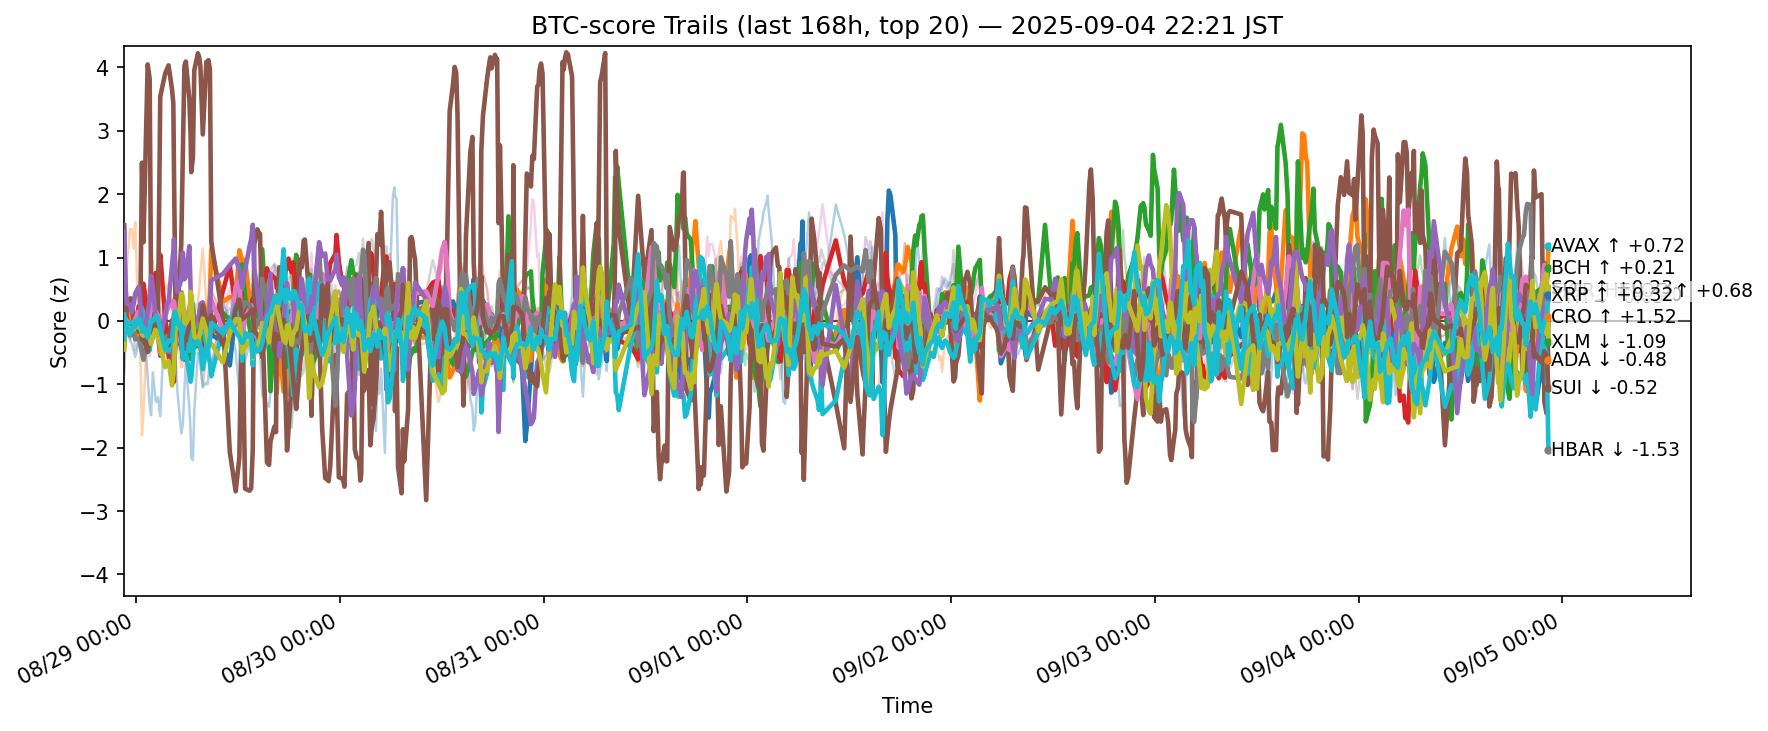 BTC-score Trails (last 168h, top 20) — 2025-09-04 22:21 JST
Score (z)
4
3
2
1
0
−1
−2
−3
−4
AVAX ↑ +0.72
BCH ↑ +0.21
↑ +0.68
XRP ↑
CRO ↑ +1.52
XLM ↓ -1.09
ADA ↓ -0.48
SUI ↓ -0.52
HBAR ↓ -1.53
08/29 00:00
08/30 00:00
08/31 00:00
09/01 00:00
09/02 00:00
09/03 00:00
09/04 00:00
09/05 00:00
Time